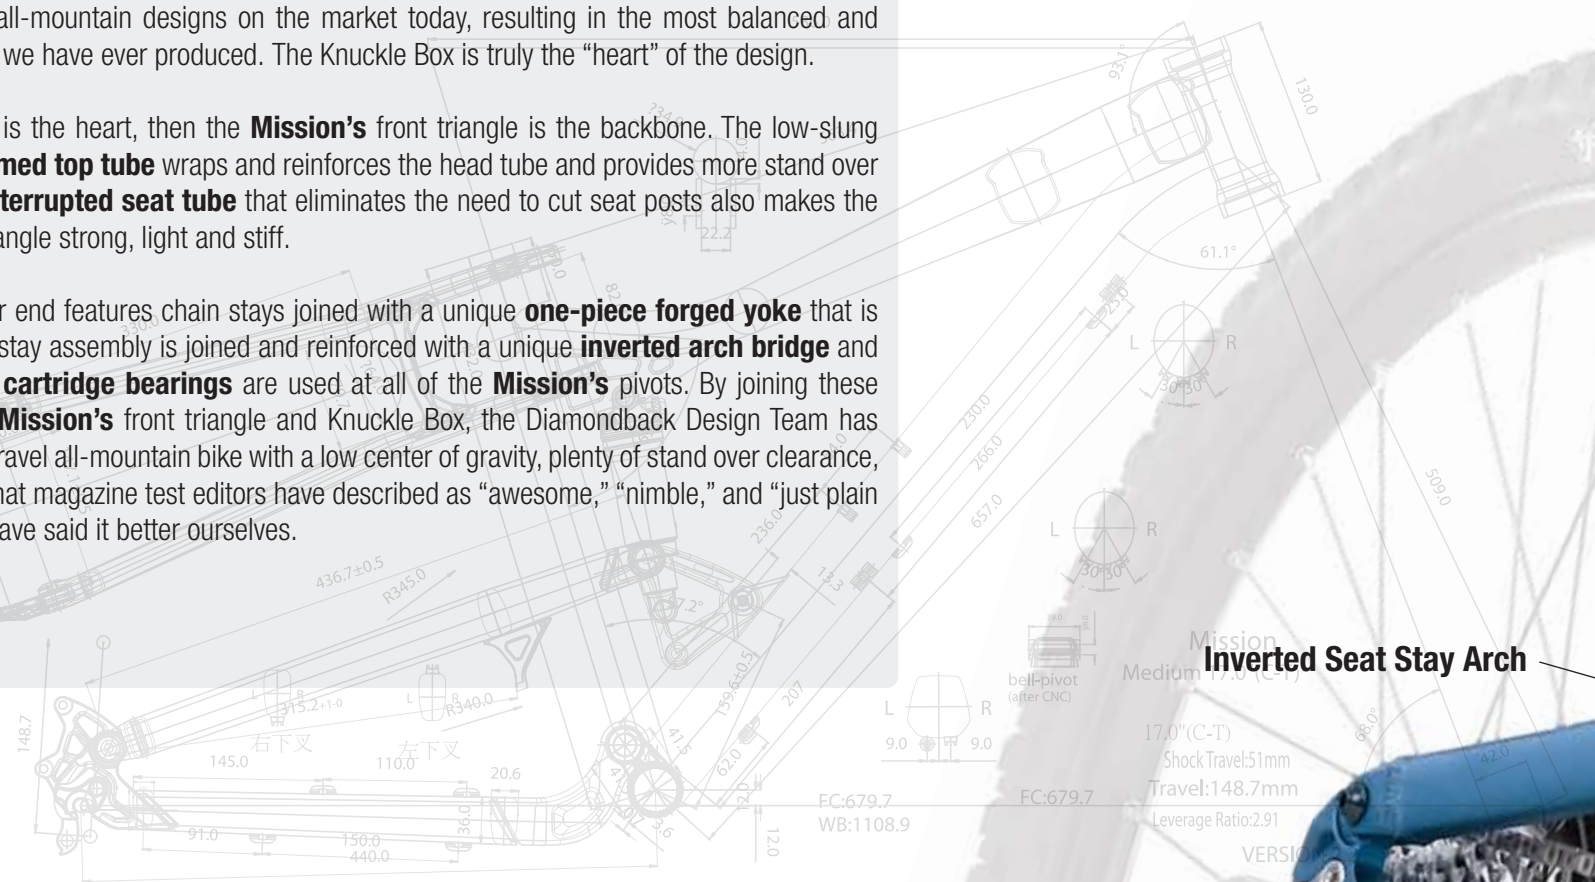 all-mountain designs on the market today, resulting in the most balanced and
we have ever produced. The Knuckle Box is truly the “heart” of the design.
is the heart, then the Mission’s front triangle is the backbone. The low-slung
med top tube wraps and reinforces the head tube and provides more stand over
terrupted seat tube that eliminates the need to cut seat posts also makes the
angle strong, light and stiff.
r end features chain stays joined with a unique one-piece forged yoke that is
stay assembly is joined and reinforced with a unique inverted arch bridge and
cartridge bearings are used at all of the Mission’s pivots. By joining these
Mission’s front triangle and Knuckle Box, the Diamondback Design Team has
ravel all-mountain bike with a low center of gravity, plenty of stand over clearance,
hat magazine test editors have described as “awesome,” “nimble,” and “just plain
ave said it better ourselves.
Inverted Seat Stay Arch
93.1°
130.0
22.2
61.1°
25.0
L R
30° 30°
330.0
230.0
266.0
657.0
509.0
236.0
13.3
L R
30° 30°
436.7±0.5
R345.0
57.2°
159.6±0.5
207
bell-pivot
(after CNC)
Mission
Medium 17.0"(C-T)
L R
315.2+1-0
L R
R340.0
右下叉
左下叉
148.7
145.0
110.0
20.6
41.5
62.0
L R
9.0 9.0
17.0"(C-T)
Shock Travel:51mm
Travel:148.7mm
Leverage Ratio:2.91
68.0°
42.0
91.0
150.0
440.0
36.0
12.0
12.0
FC:679.7
WB:1108.9
FC:679.7